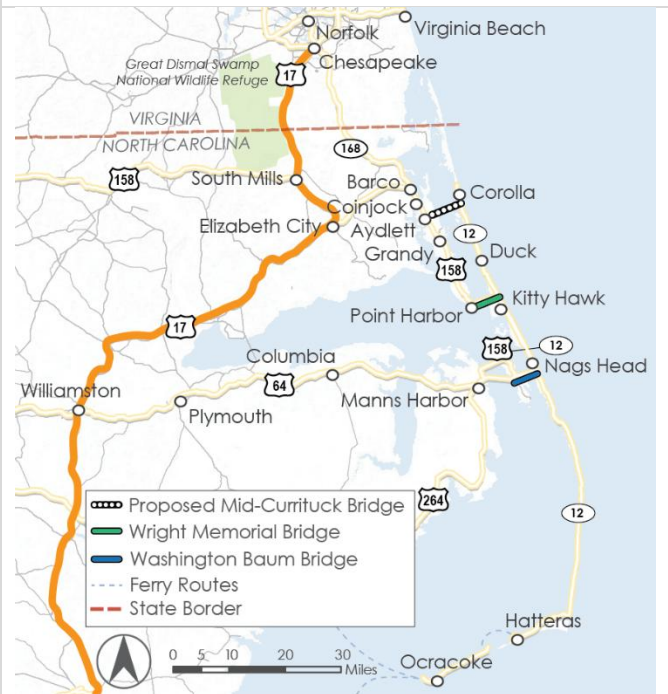 Norfolk
Virginia Beach
Chesapeake
Great Dismal Swamp
National Wildlife Refuge
17
VIRGINIA
NORTH CAROLINA
168
158
South Mills
Barco
Corolla
Coinjock
Elizabeth City
Aydlett
12
Grandy
Duck
158
Point Harbor
Kitty Hawk
17
158
12
Columbia
Nags Head
64
Williamston
Manns Harbor
Plymouth
264
12
Proposed Mid-Currituck Bridge
Wright Memorial Bridge
Washington Baum Bridge
Ferry Routes
State Border
Hatteras
0 5 10 20 30
Miles
Ocracoke